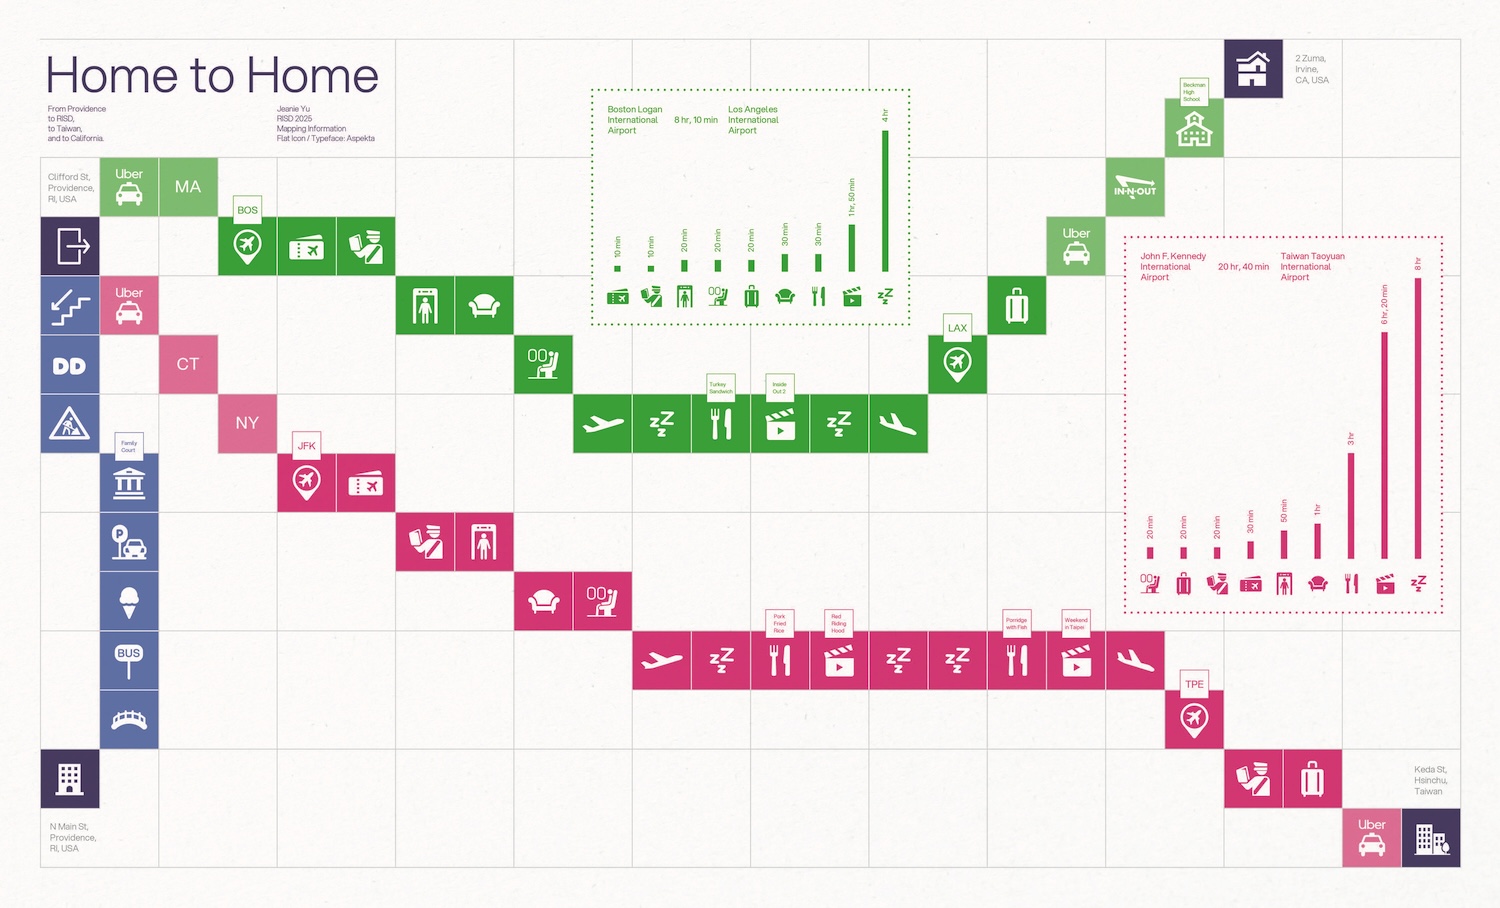 Home to Home
From Providence
to RISD,
to Taiwan,
and to California.
Jeanie Yu
RISD 2025
Mapping Information
Flat Icon / Typeface: Aspekta
2 Zuma,
Irvine,
CA, USA
Beckman
High
School
Boston Logan
International
Airport
8 hr, 10 min
Los Angeles
International
Airport
10 min
10 min
20 min
20 min
20 min
30 min
30 min
1 hr, 50 min
4 hr
zzZ
Clifford St,
Providence,
RI, USA
Uber
MA
BOS
IN-N-OUT
Uber
John F. Kennedy
International
Airport
20 hr, 40 min
Taiwan Taoyuan
International
Airport
20 min
20 min
20 min
30 min
50 min
1 hr
3 hr
6 hr, 20 min
8 hr
zzZ
Uber
LAX
DD
CT
Turkey
Sandwich
Inside
Out 2
zzZ
zzZ
NY
Family
Court
JFK
P
BUS
Pork
Fried
Rice
Red
Riding
Hood
Porridge
with Fish
Weekend
in Taipei
zzZ
zzZ
zzZ
TPE
Keda St,
Hsinchu,
Taiwan
N Main St,
Providence,
RI, USA
Uber